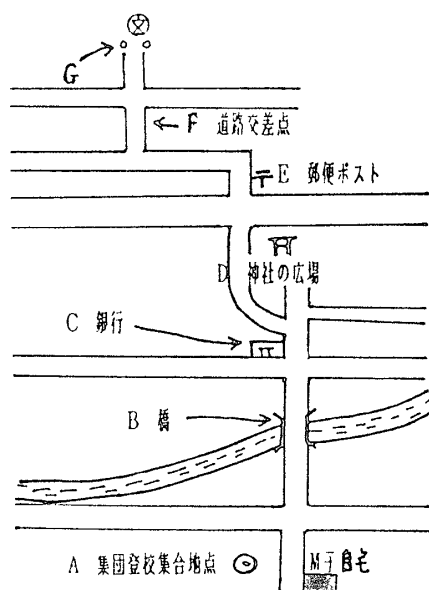 文
G
F 道路交差点
〒 E 郵便ポスト
D 神社の広場
C 銀行
B 橋
A 集団登校集合地点
M子自宅